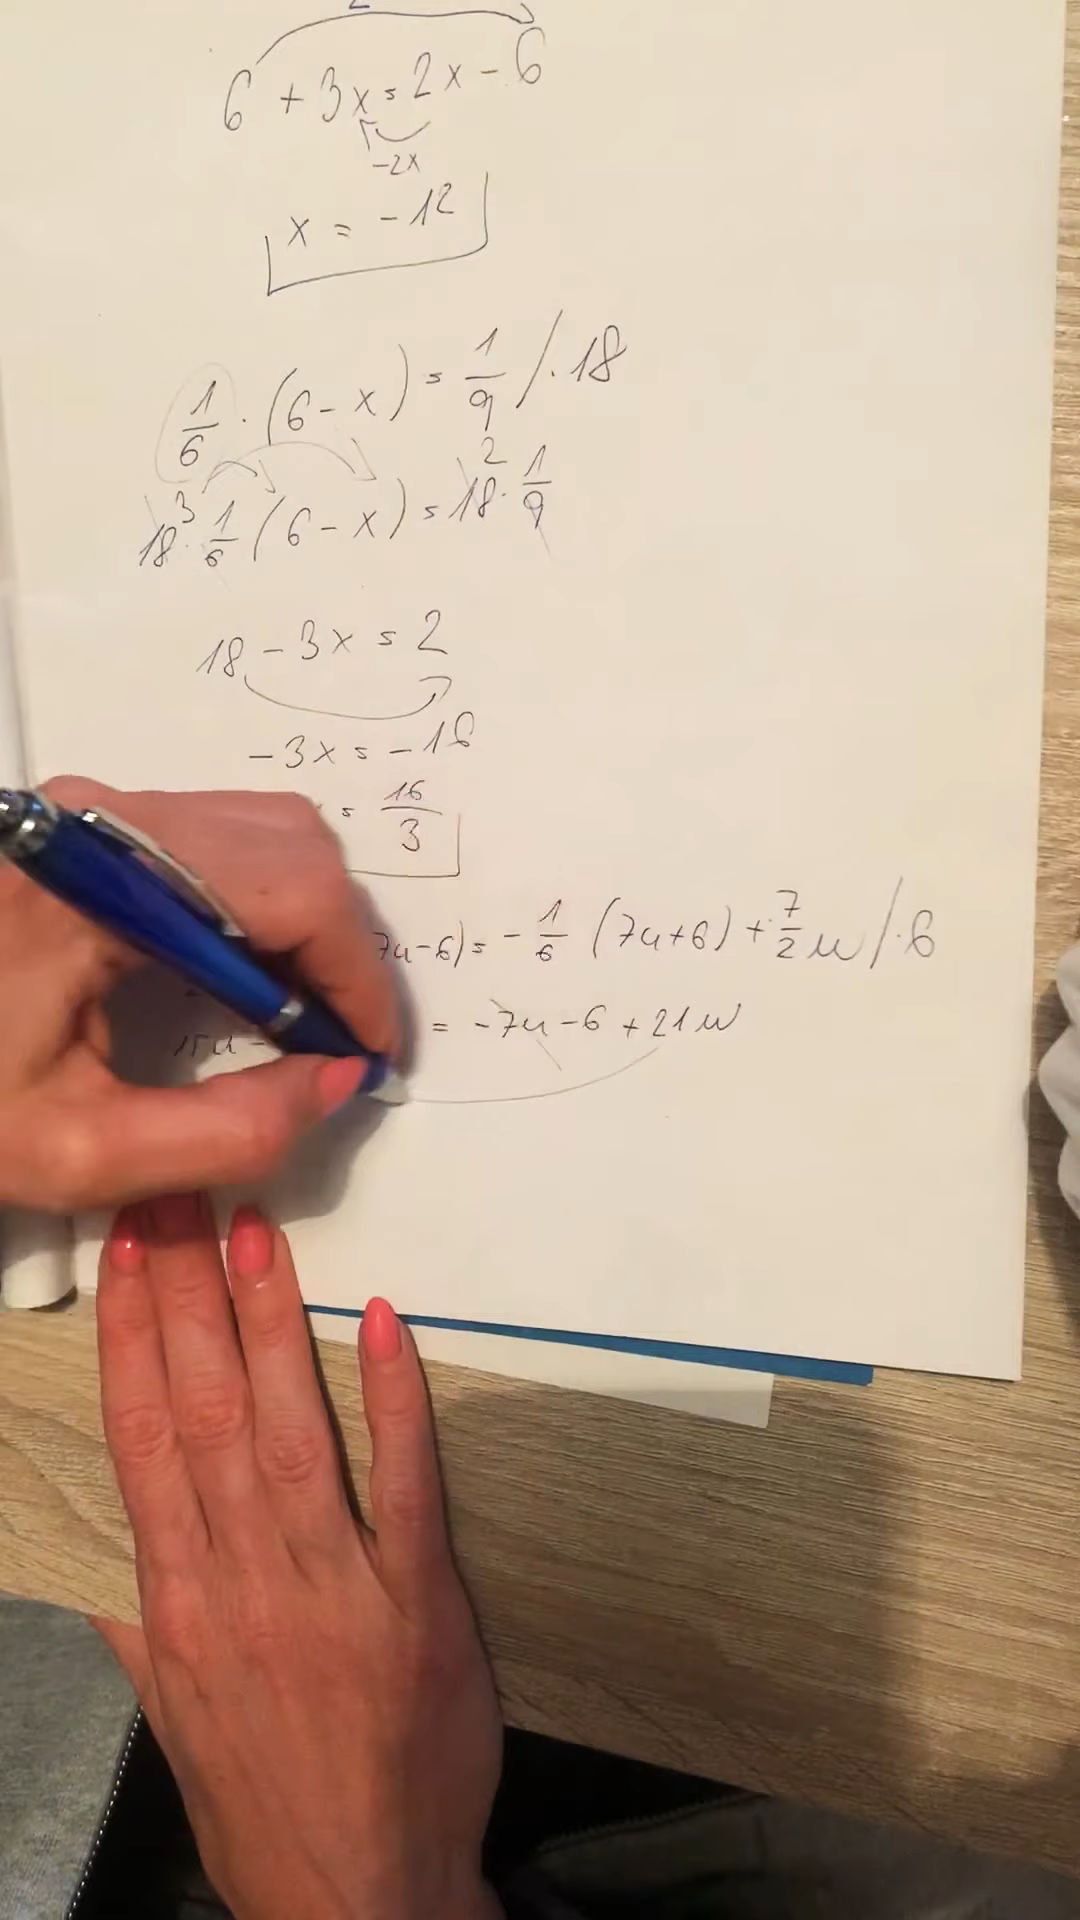 6 + 3x = 2x - 6
-2x
x = -12
1/6 · (6 - x) = 1/9 / · 18
3 2
18 · 1/6 (6 - x) = 18 · 1/9
18 - 3x = 2
-3x = -16
= 16/3
7u - 6) = - 1/6 (7u + 6) + 7/2 u / · 6
15u - = -7u - 6 + 21u